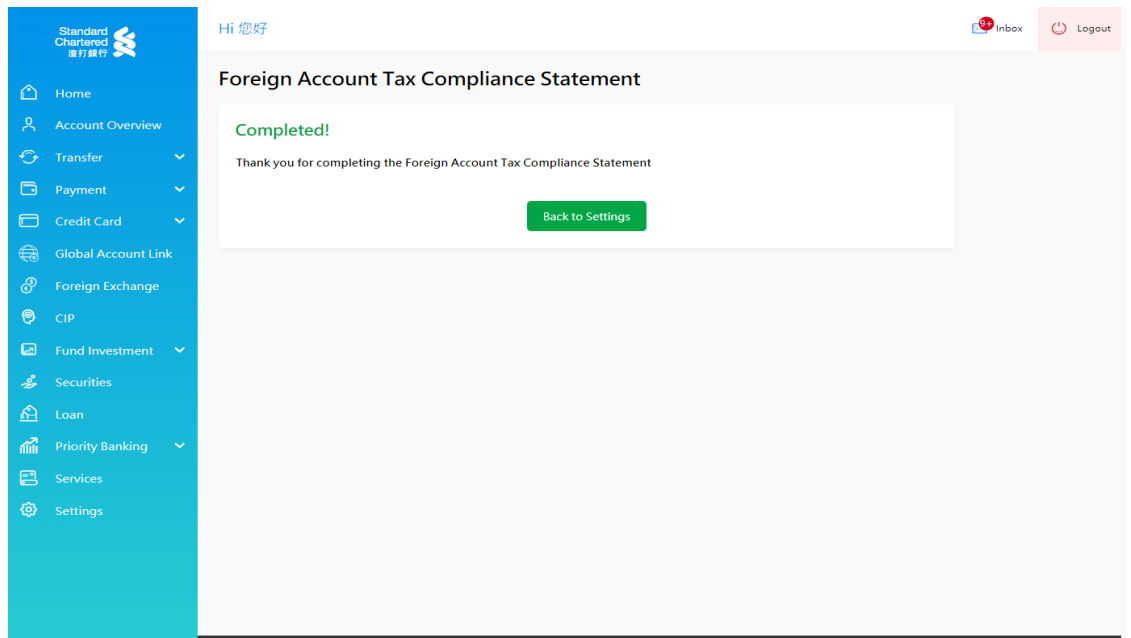 Standard
Chartered
渣打銀行
Home
Account Overview
Transfer
Payment
Credit Card
Global Account Link
Foreign Exchange
CIP
Fund Investment
Securities
Loan
Priority Banking
Services
Settings
Hi 您好
9+
Inbox
Logout
Foreign Account Tax Compliance Statement
Completed!
Thank you for completing the Foreign Account Tax Compliance Statement
Back to Settings